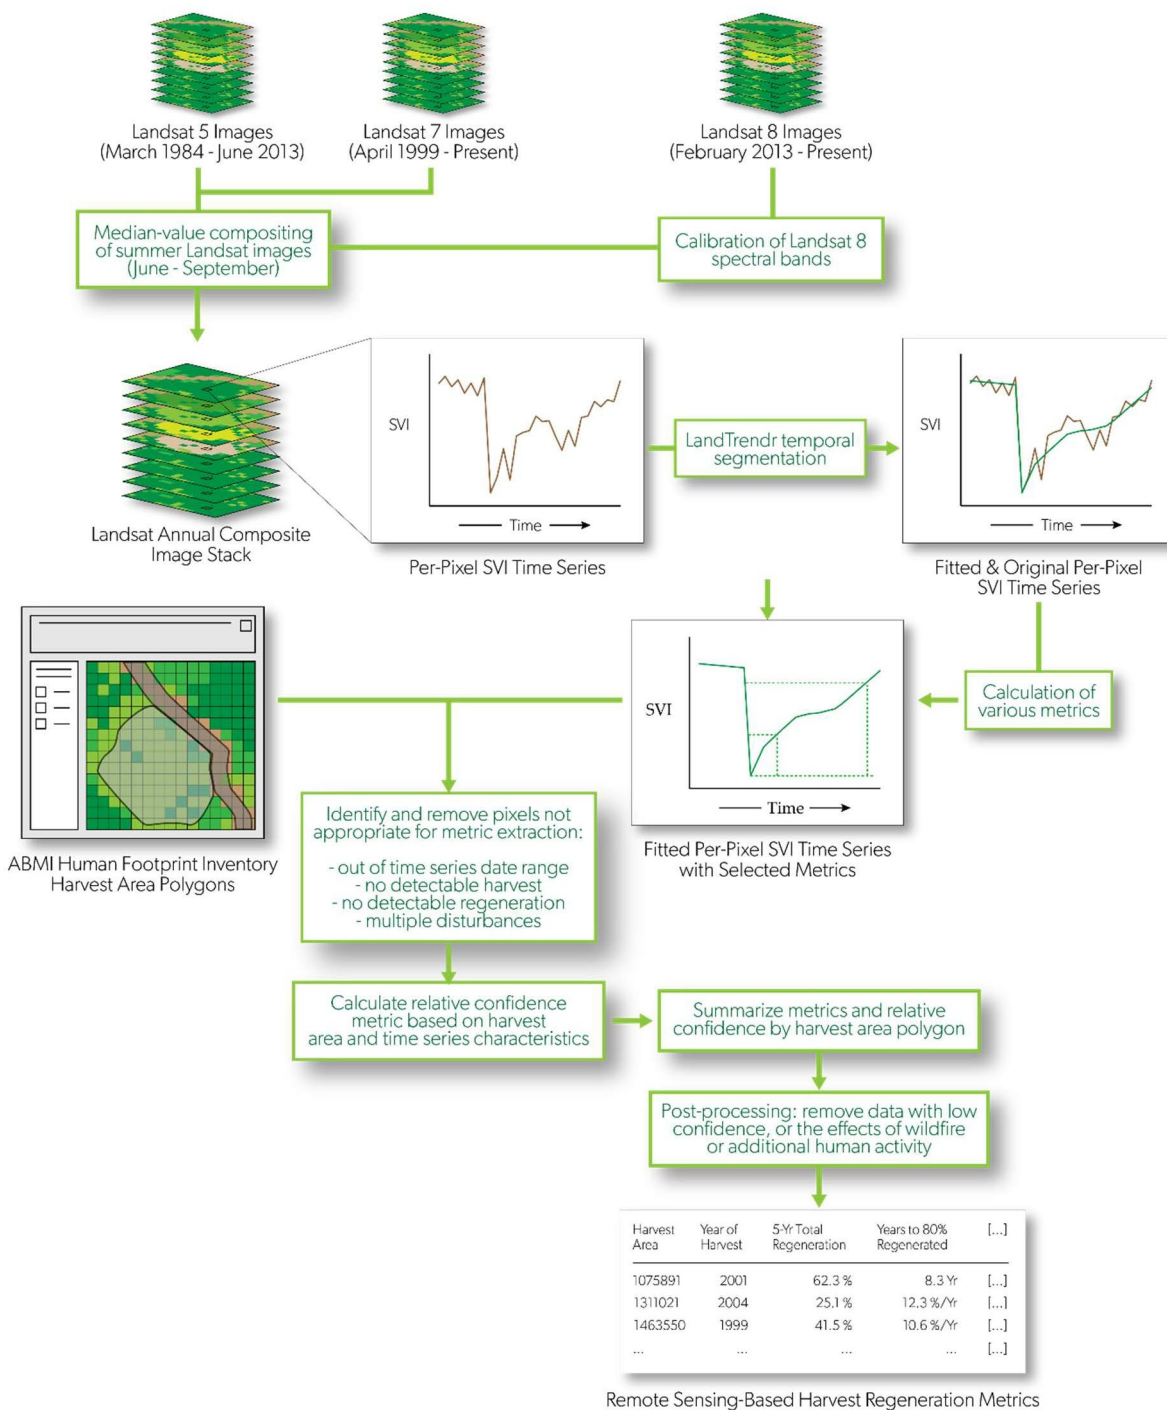 Landsat 5 Images
(March 1984 - June 2013)
Landsat 7 Images
(April 1999 - Present)
Landsat 8 Images
(February 2013 - Present)
Median-value compositing
of summer Landsat images
(June - September)
Calibration of Landsat 8
spectral bands
Landsat Annual Composite
Image Stack
SVI
Time
Per-Pixel SVI Time Series
LandTrendr temporal
segmentation
SVI
Time
Fitted & Original Per-Pixel
SVI Time Series
Calculation of
various metrics
SVI
Time
Fitted Per-Pixel SVI Time Series
with Selected Metrics
ABMI Human Footprint Inventory
Harvest Area Polygons
Identify and remove pixels not
appropriate for metric extraction:
- out of time series date range
- no detectable harvest
- no detectable regeneration
- multiple disturbances
Calculate relative confidence
metric based on harvest
area and time series characteristics
Summarize metrics and relative
confidence by harvest area polygon
Post-processing: remove data with low
confidence, or the effects of wildfire
or additional human activity
Harvest Year of 5-Yr Total Years to 80% [...]
Area Harvest Regeneration Regenerated
1075891 2001 62.3 % 8.3 Yr [...]
1311021 2004 25.1 % 12.3 %/Yr [...]
1463550 1999 41.5 % 10.6 %/Yr [...]
... ... ... ... [...]
Remote Sensing-Based Harvest Regeneration Metrics